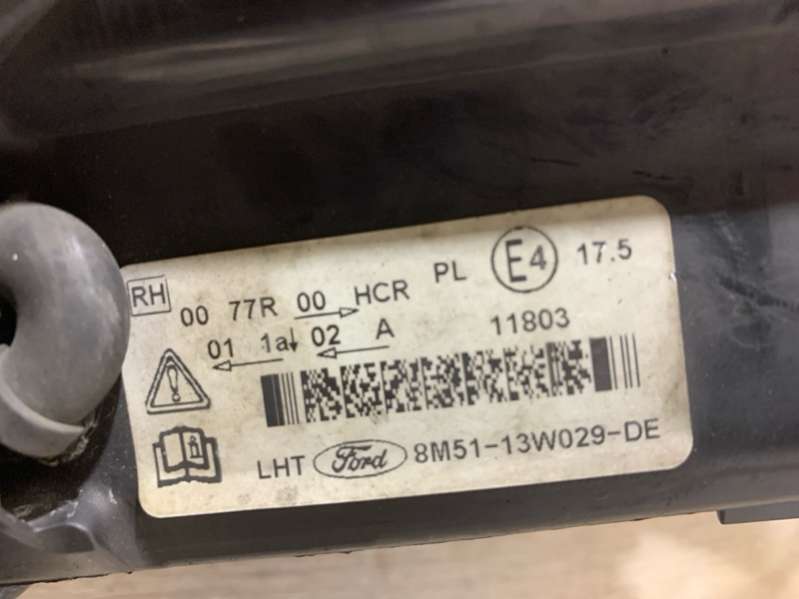 RH 00 77R 00 HCR PL E4 17.5
01 1a 02 A 11803
LHT Ford 8M51-13W029-DE